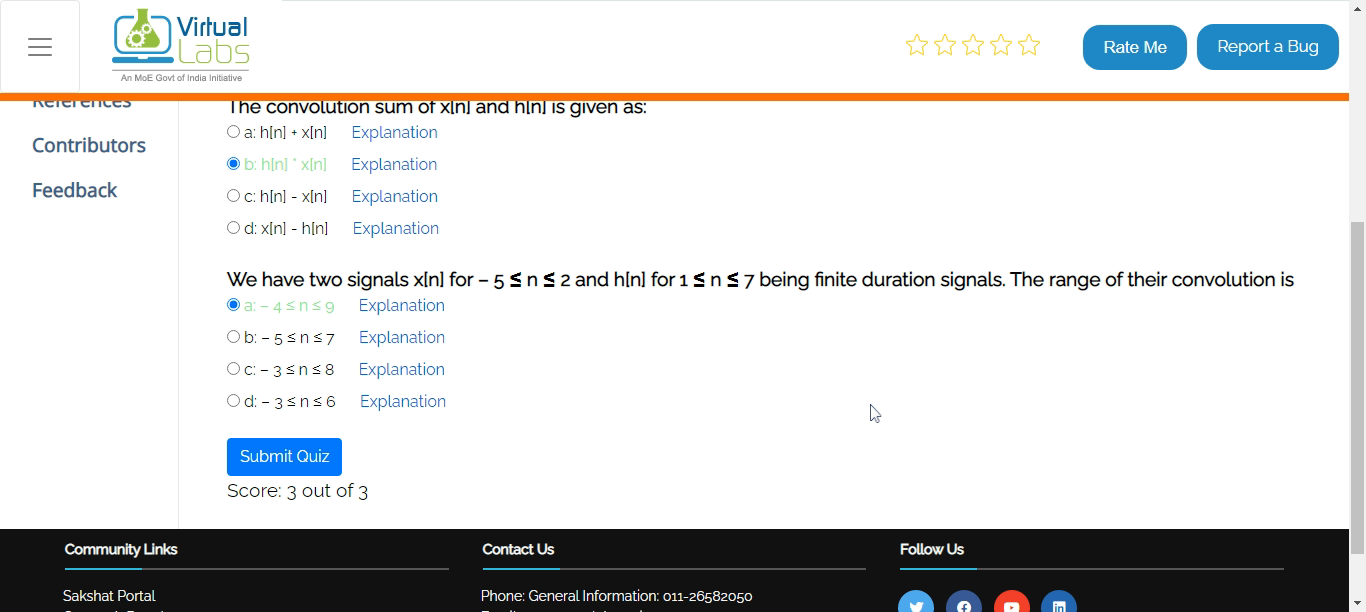 Virtual
Labs
An MoE Govt of India Initiative
Rate Me
Report a Bug
References
Contributors
Feedback
The convolution sum of x[n] and h[n] is given as:
a: h[n] + x[n] Explanation
b: h[n] * x[n] Explanation
c: h[n] - x[n] Explanation
d: x[n] - h[n] Explanation
We have two signals x[n] for – 5 ≤ n ≤ 2 and h[n] for 1 ≤ n ≤ 7 being finite duration signals. The range of their convolution is
a: – 4 ≤ n ≤ 9 Explanation
b: – 5 ≤ n ≤ 7 Explanation
c: – 3 ≤ n ≤ 8 Explanation
d: – 3 ≤ n ≤ 6 Explanation
Submit Quiz
Score: 3 out of 3
Community Links
Sakshat Portal
Contact Us
Phone: General Information: 011-26582050
Follow Us